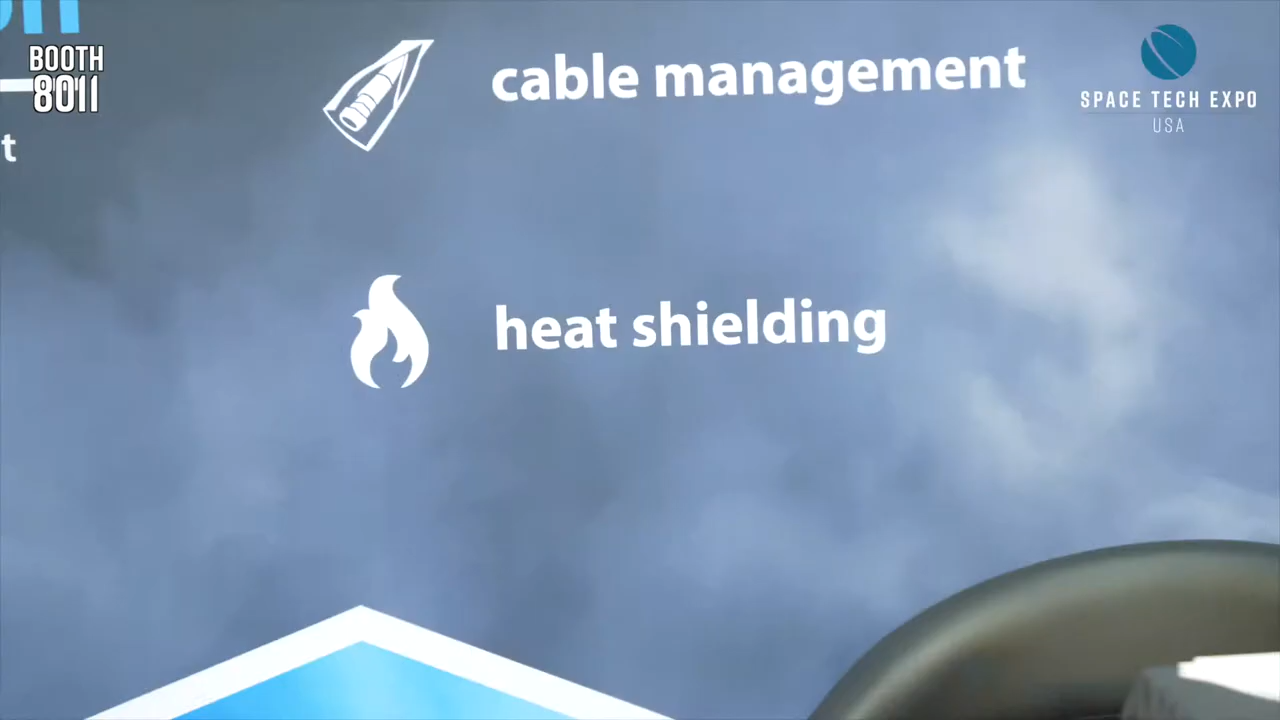 BOOTH
8011
cable management
SPACE TECH EXPO
USA
t
heat shielding